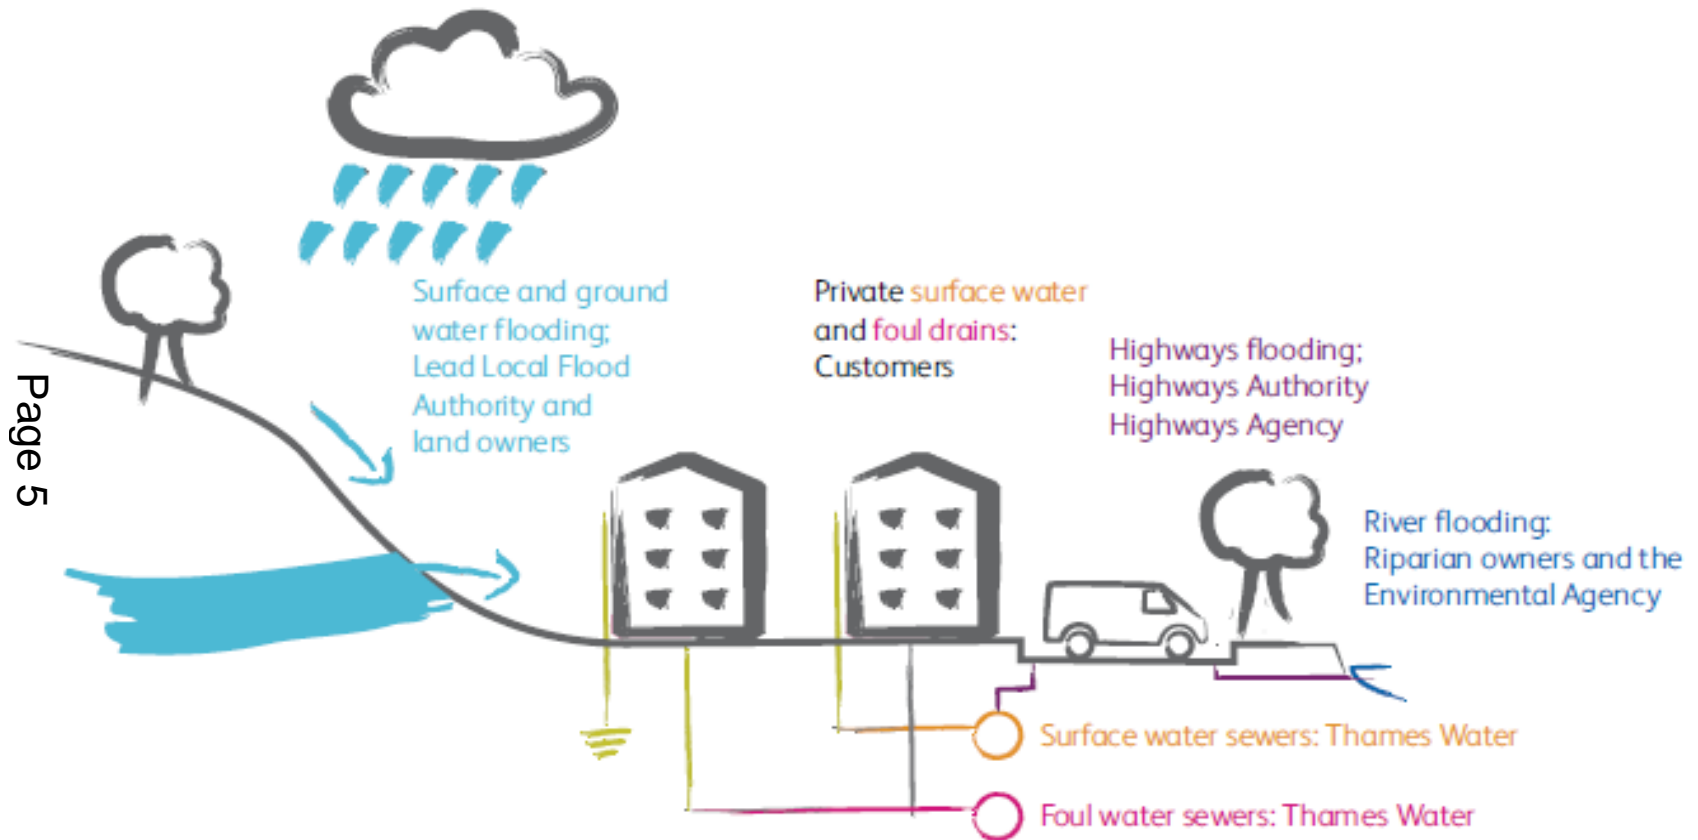 Surface and ground
water flooding;
Lead Local Flood
Authority and
land owners
Private surface water
and foul drains:
Customers
Highways flooding;
Highways Authority
Highways Agency
River flooding:
Riparian owners and the
Environmental Agency
Surface water sewers: Thames Water
Foul water sewers: Thames Water
Page 5